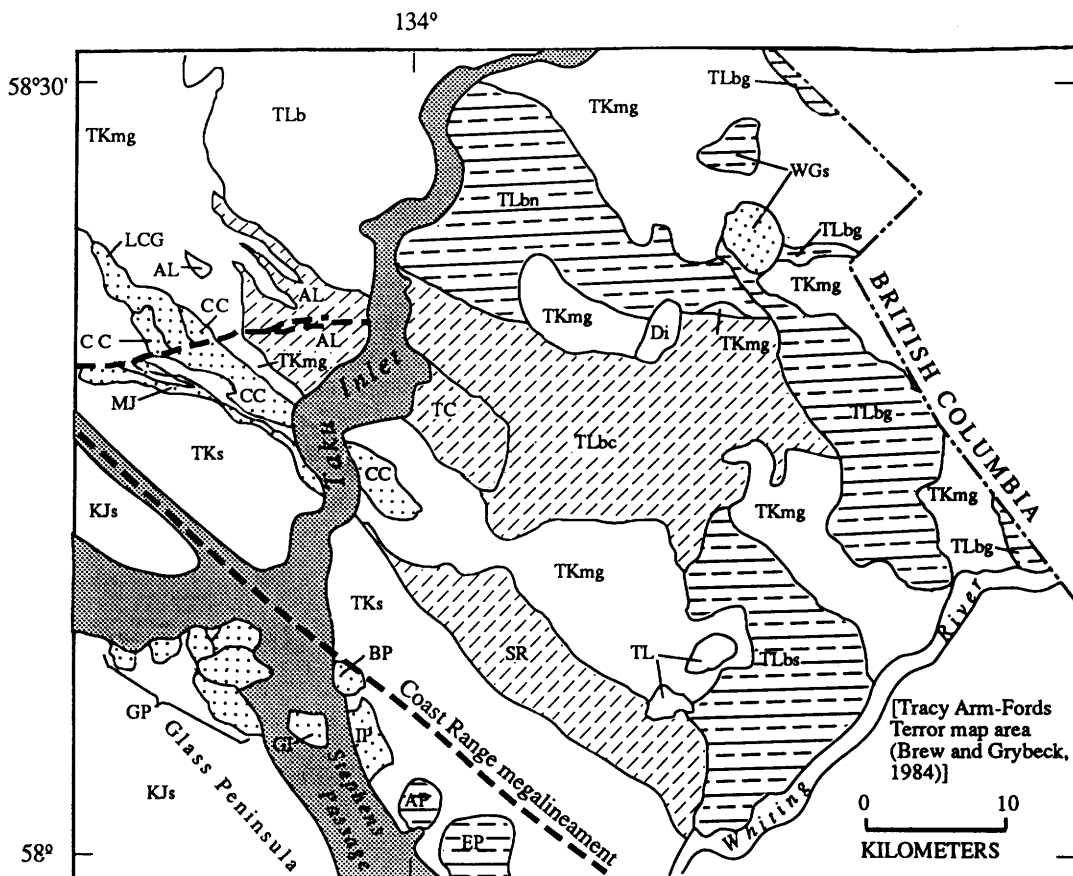 134°
58°30'
TLbg
TKmg
TLb
TKmg
WGs
TLbn
TLbg
LCG
AL
TKmg
BRITISH COLUMBIA
CC
AL
TKmg
Di
TKmg
AL
CC
TKmg
Inlet
MJ
CC
TC
TLbg
TLbc
Taku
TKs
CC
TKmg
TKmg
KJs
TLbg
TKmg
TKs
River
BP
SR
TL
TLbs
Coast Range megalineament
[Tracy Arm-Fords
Terror map area
(Brew and Grybeck,
1984)]
GP
GI
IP
Stephens Passage
Glass Peninsula
KJs
AP
Whiting
0 10
EP
KILOMETERS
58°